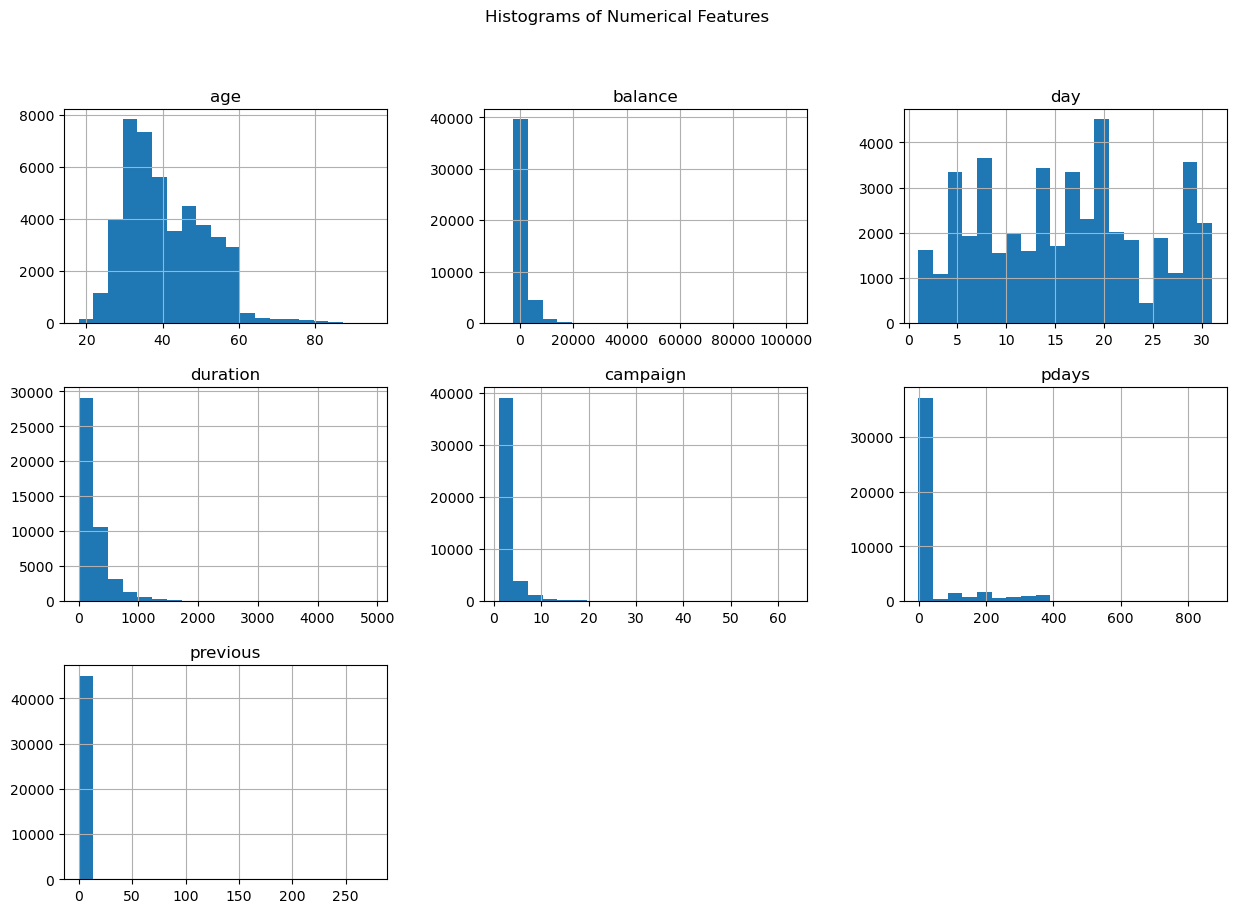 Histograms of Numerical Features
age
8000
6000
4000
2000
0
20 40 60 80
balance
40000
30000
20000
10000
0
0 20000 40000 60000 80000 100000
day
4000
3000
2000
1000
0
0 5 10 15 20 25 30
duration
30000
25000
20000
15000
10000
5000
0
0 1000 2000 3000 4000 5000
campaign
40000
30000
20000
10000
0
0 10 20 30 40 50 60
pdays
30000
20000
10000
0
0 200 400 600 800
previous
40000
30000
20000
10000
0
0 50 100 150 200 250